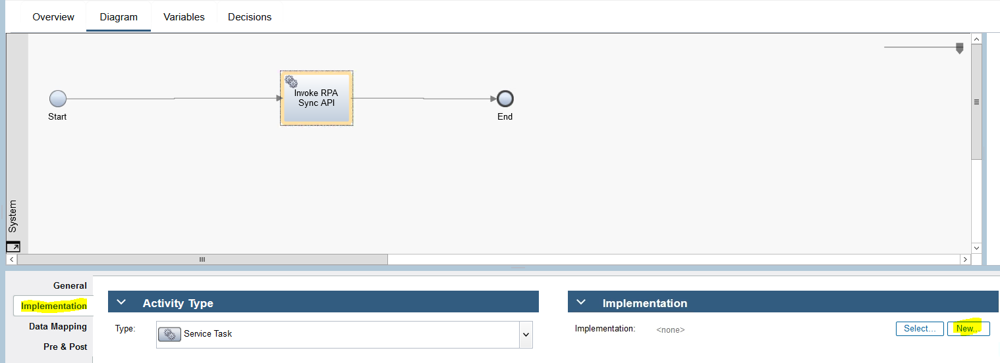 Overview Diagram Variables Decisions
Invoke RPA
Sync API
Start
End
System
General
Implementation
Data Mapping
Pre & Post
Activity Type
Type:
Service Task
Implementation
Implementation:
<none>
Select...
New...